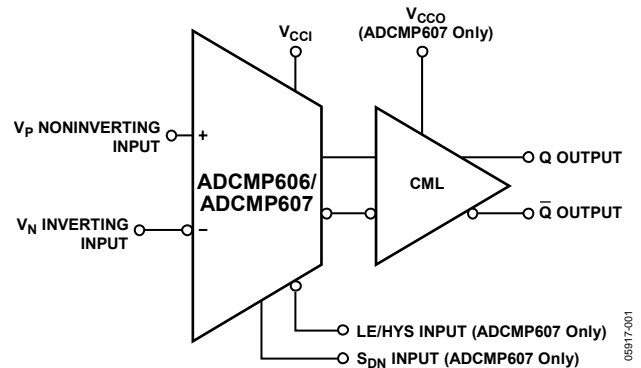 VCCI
VCCO
(ADCMP607 Only)
VP NONINVERTING
INPUT
+
ADCMP606/
ADCMP607
CML
Q OUTPUT
VN INVERTING
INPUT
–
Q̅ OUTPUT
LE/HYS INPUT (ADCMP607 Only)
SDN INPUT (ADCMP607 Only)
05917-001